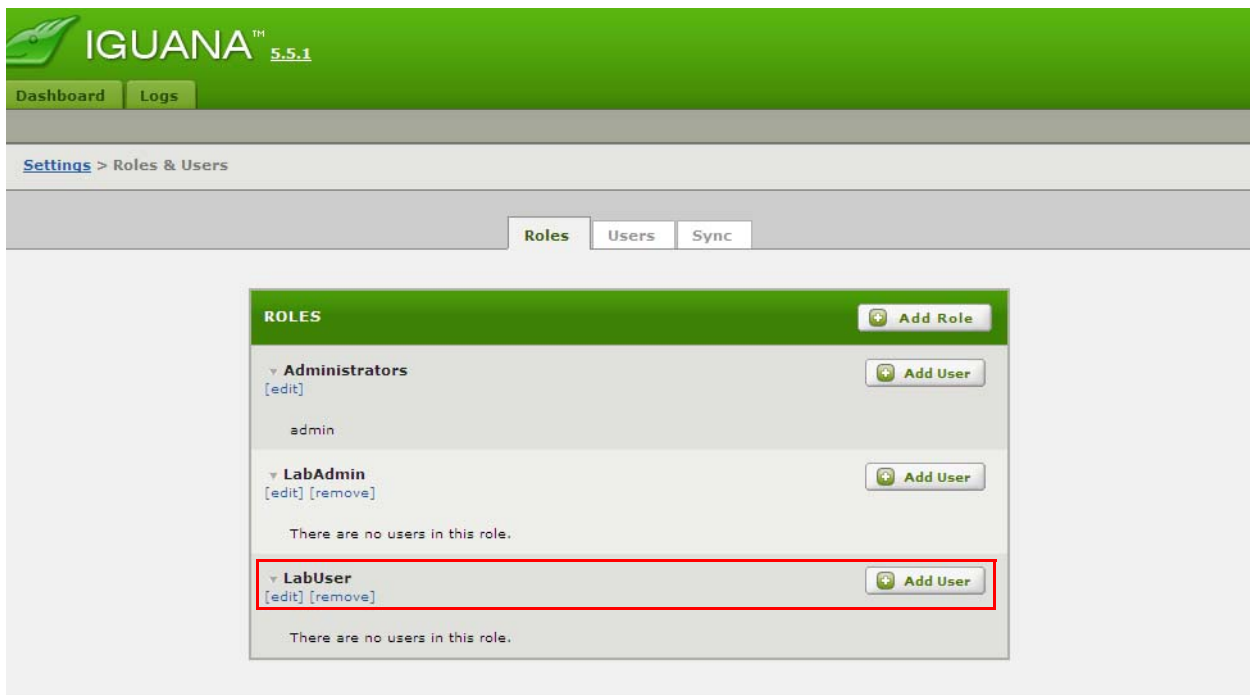 IGUANA™ 5.5.1
Dashboard Logs
Settings > Roles & Users
Roles Users Sync
ROLES Add Role
Administrators Add User
[edit]
admin
LabAdmin Add User
[edit] [remove]
There are no users in this role.
LabUser Add User
[edit] [remove]
There are no users in this role.